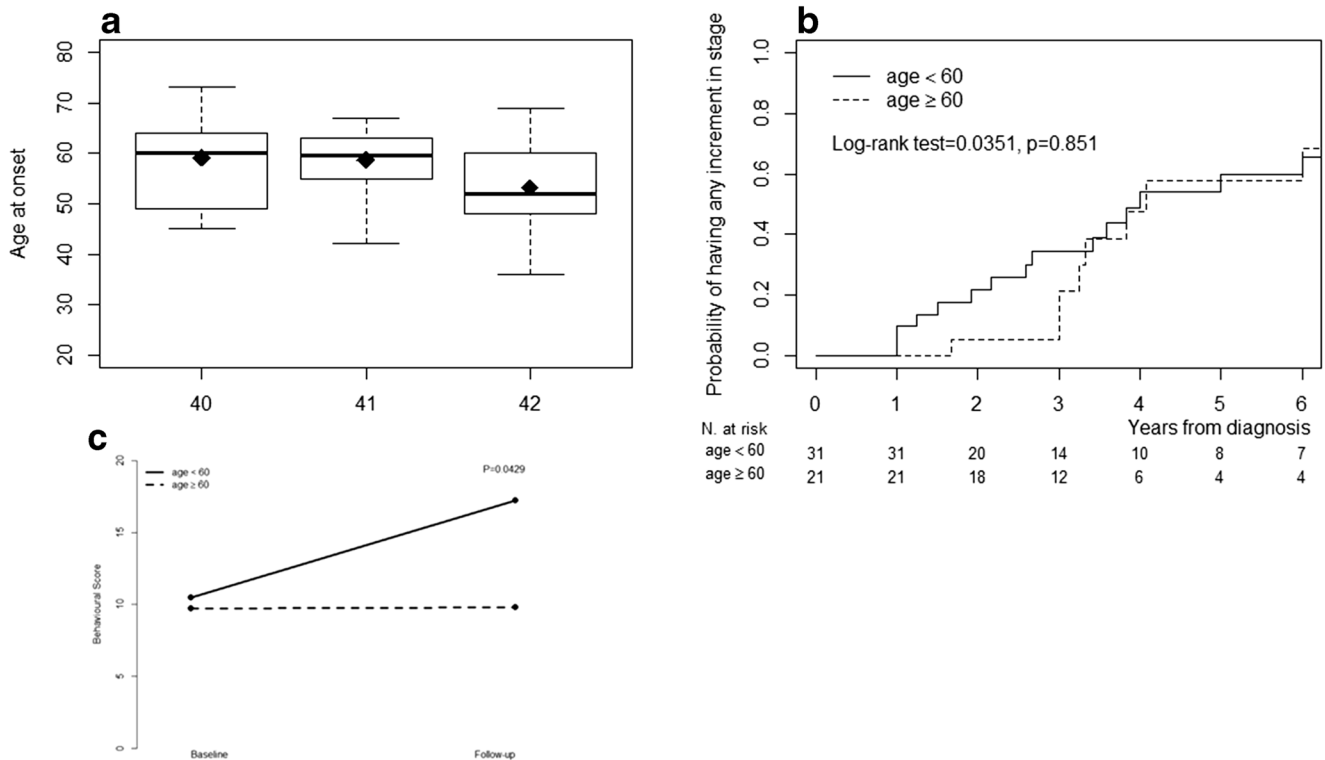 a
Age at onset
80
70
60
50
40
30
20
40 41 42
b
Probability of having any increment in stage
1.0
0.8
0.6
0.4
0.2
0.0
age < 60
age ≥ 60
Log-rank test=0.0351, p=0.851
0 1 2 3 4 5 6
Years from diagnosis
N. at risk
age < 60 31 31 20 14 10 8 7
age ≥ 60 21 21 18 12 6 4 4
c
Behavioural Score
20
15
10
5
0
age < 60
age ≥ 60
P=0.0429
Baseline Follow-up